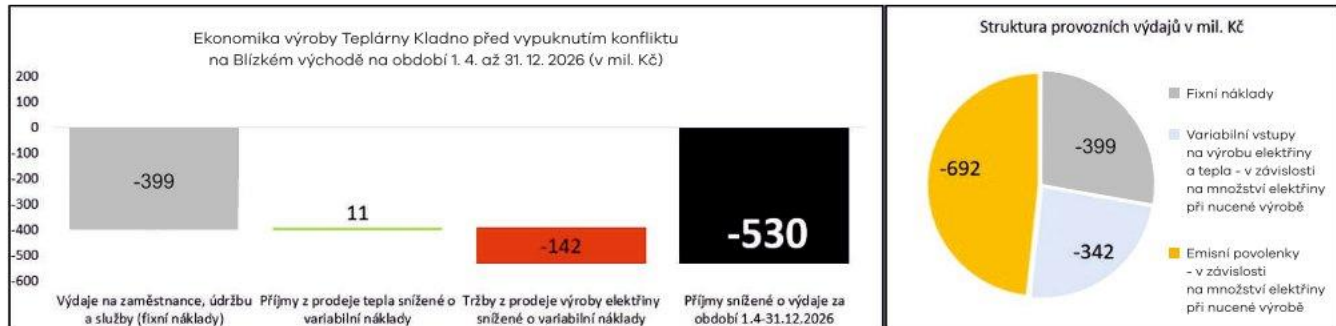 Ekonomika výroby Teplárny Kladno před vypuknutím konfliktu
na Blízkém východě na období 1. 4. až 31. 12. 2026 (v mil. Kč)
200
100
0
-100
-200
-300
-400
-500
-600
-399
11
-142
-530
Výdaje na zaměstnance, údržbu
a služby (fixní náklady)
Příjmy z prodeje tepla snížené o
variabilní náklady
Tržby z prodeje výroby elektřiny
snížené o variabilní náklady
Příjmy snížené o výdaje za
období 1.4-31.12.2026
Struktura provozních výdajů v mil. Kč
-692
-399
-342
Fixní náklady
Variabilní vstupy
na výrobu elektřiny
a tepla - v závislosti
na množství elektřiny
při nucené výrobě
Emisní povolenky
- v závislosti
na množství elektřiny
při nucené výrobě